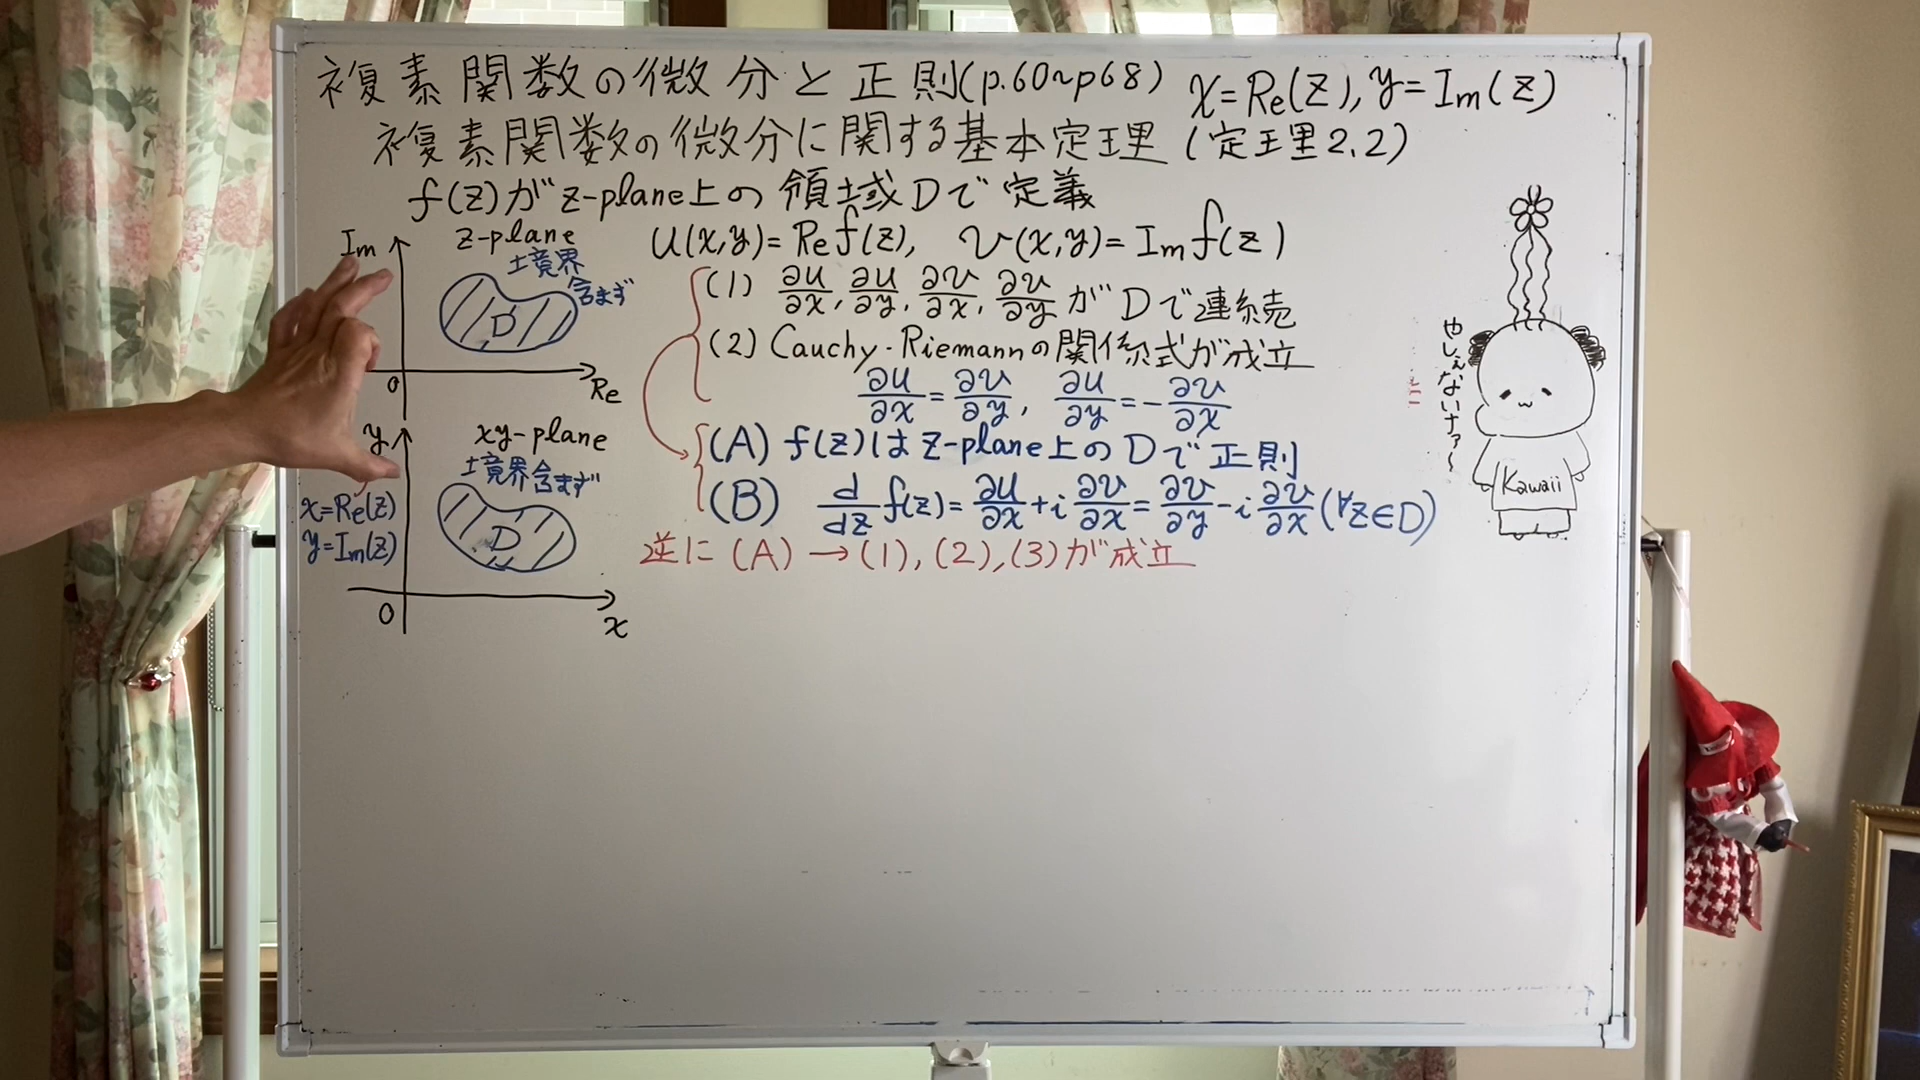 複素関数の微分と正則(p.60~p68) x=Re(z), y=Im(z)
複素関数の微分に関する基本定理(定理2.2)
f(z)がz-plane上の領域Dで定義
Im
z-plane
境界
含まず
D
0
Re
u(x,y)=Re f(z), v(x,y)=Im f(z)
(1) ∂u/∂x, ∂u/∂y, ∂v/∂x, ∂v/∂yがDで連続
(2) Cauchy-Riemannの関係式が成立
∂u/∂x=∂v/∂y, ∂u/∂y=-∂v/∂x
(A) f(z)はz-plane上のDで正則
(B) d/dz f(z)=∂u/∂x+i∂v/∂x=∂v/∂y-i∂v/∂x(∀z∈D)
逆に(A)→(1),(2),(3)が成立
y
xy-plane
境界含まず
x=Re(z)
y=Im(z)
D
0
x
やしぇないナァ~
Kawaii